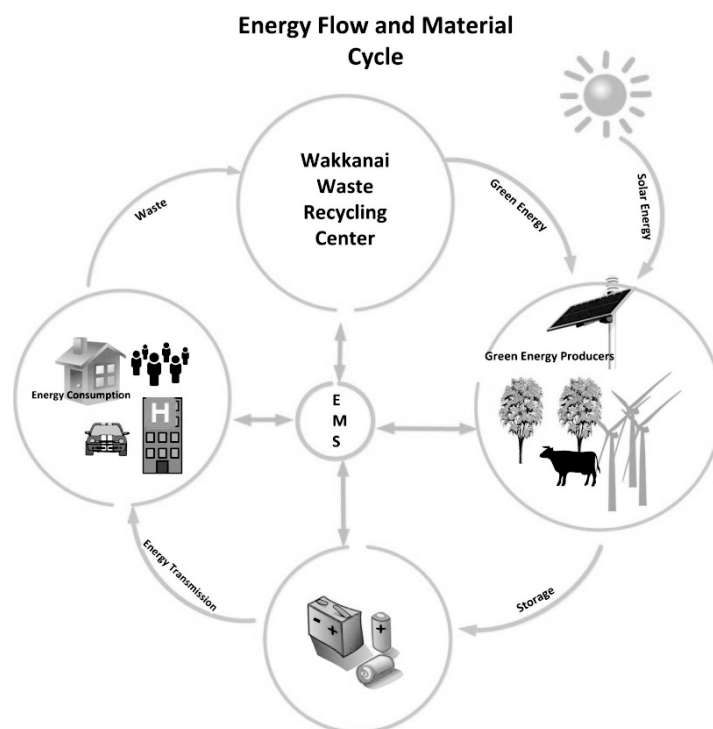 Energy Flow and Material
Cycle
Wakkanai
Waste
Recycling
Center
Waste
Green Energy
Solar Energy
Green Energy Producers
Energy Consumption
H
E
M
S
Energy Transmission
Storage
- +
+